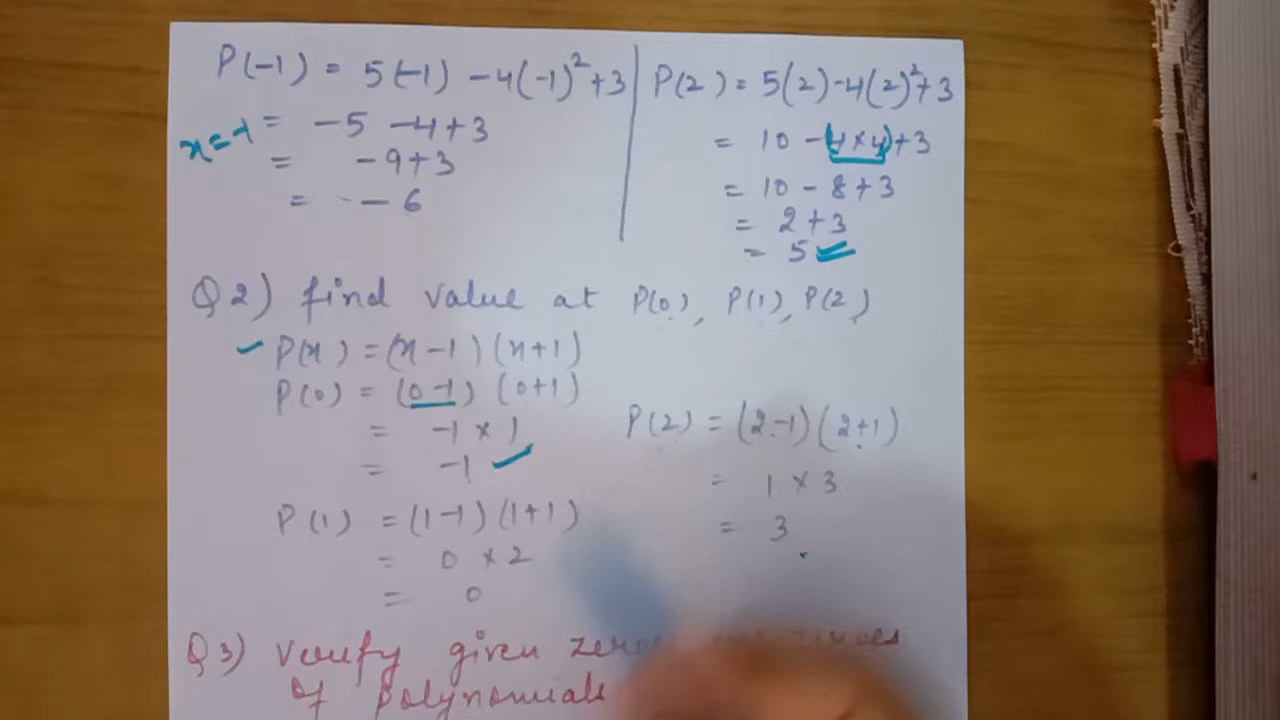 P(-1) = 5(-1) -4(-1)²+3
x=-1 = -5 -4+3
= -9+3
= -6
P(2) = 5(2)-4(2)²+3
= 10 -(4×4)+3
= 10 - 8+3
= 2+3
= 5
Q2) find value at P(0), P(1), P(2)
P(x) = (x-1)(x+1)
P(0) = (0-1) (0+1)
= -1 × 1
= -1
P(1) = (1-1)(1+1)
= 0 × 2
= 0
P(2) = (2-1)(2+1)
= 1 × 3
= 3
Q3) Verify given zeroes
of polynomials